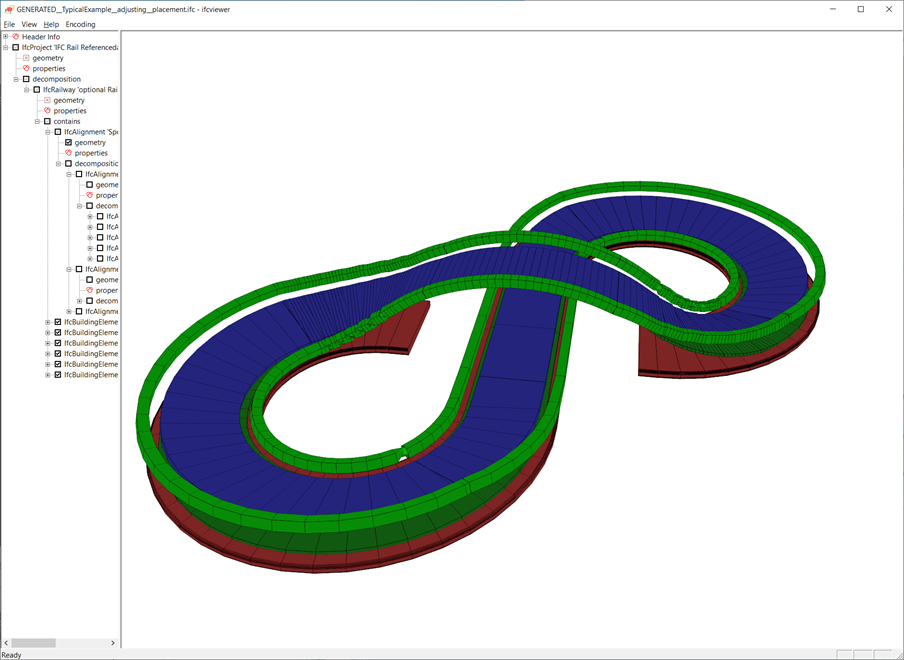 GENERATED__TypicalExample__adjusting__placement.ifc - ifcviewer
File View Help Encoding
Header Info
IfcProject 'IFC Rail Referenceda
geometry
properties
decomposition
IfcRailway 'optional Rai
geometry
properties
contains
IfcAlignment 'Spe
geometry
properties
decompositic
IfcAlignme
geome
proper
decom
IfcA
IfcA
IfcA
IfcA
IfcA
IfcAlignme
geome
proper
decom
IfcAlignme
IfcBuildingEleme
IfcBuildingEleme
IfcBuildingEleme
IfcBuildingEleme
IfcBuildingEleme
IfcBuildingEleme
Ready